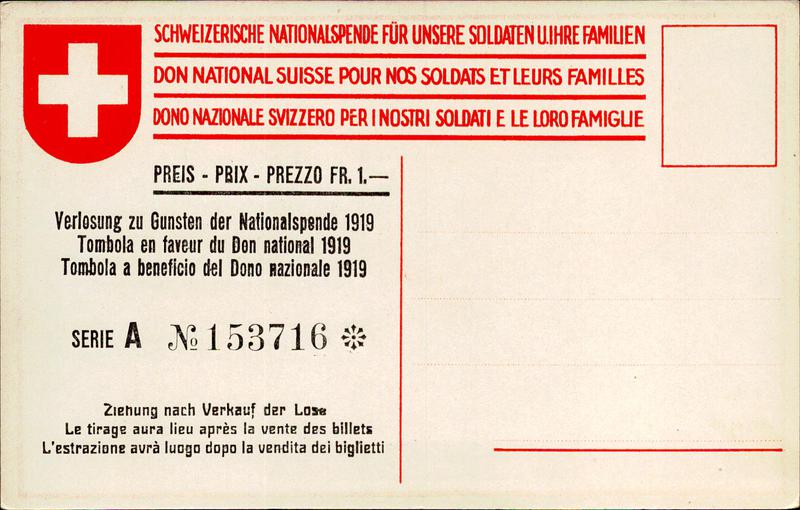 SCHWEIZERISCHE NATIONALSPENDE FÜR UNSERE SOLDATEN U. IHRE FAMILIEN
DON NATIONAL SUISSE POUR NOS SOLDATS ET LEURS FAMILLES
DONO NAZIONALE SVIZZERO PER I NOSTRI SOLDATI E LE LORO FAMIGLIE
PREIS - PRIX - PREZZO FR. 1.—
Verlosung zu Gunsten der Nationalspende 1919
Tombola en faveur du Don national 1919
Tombola a beneficio del Dono nazionale 1919
SERIE A № 153716 ❇
Ziehung nach Verkauf der Lose
Le tirage aura lieu après la vente des billets
L'estrazione avrà luogo dopo la vendita dei biglietti